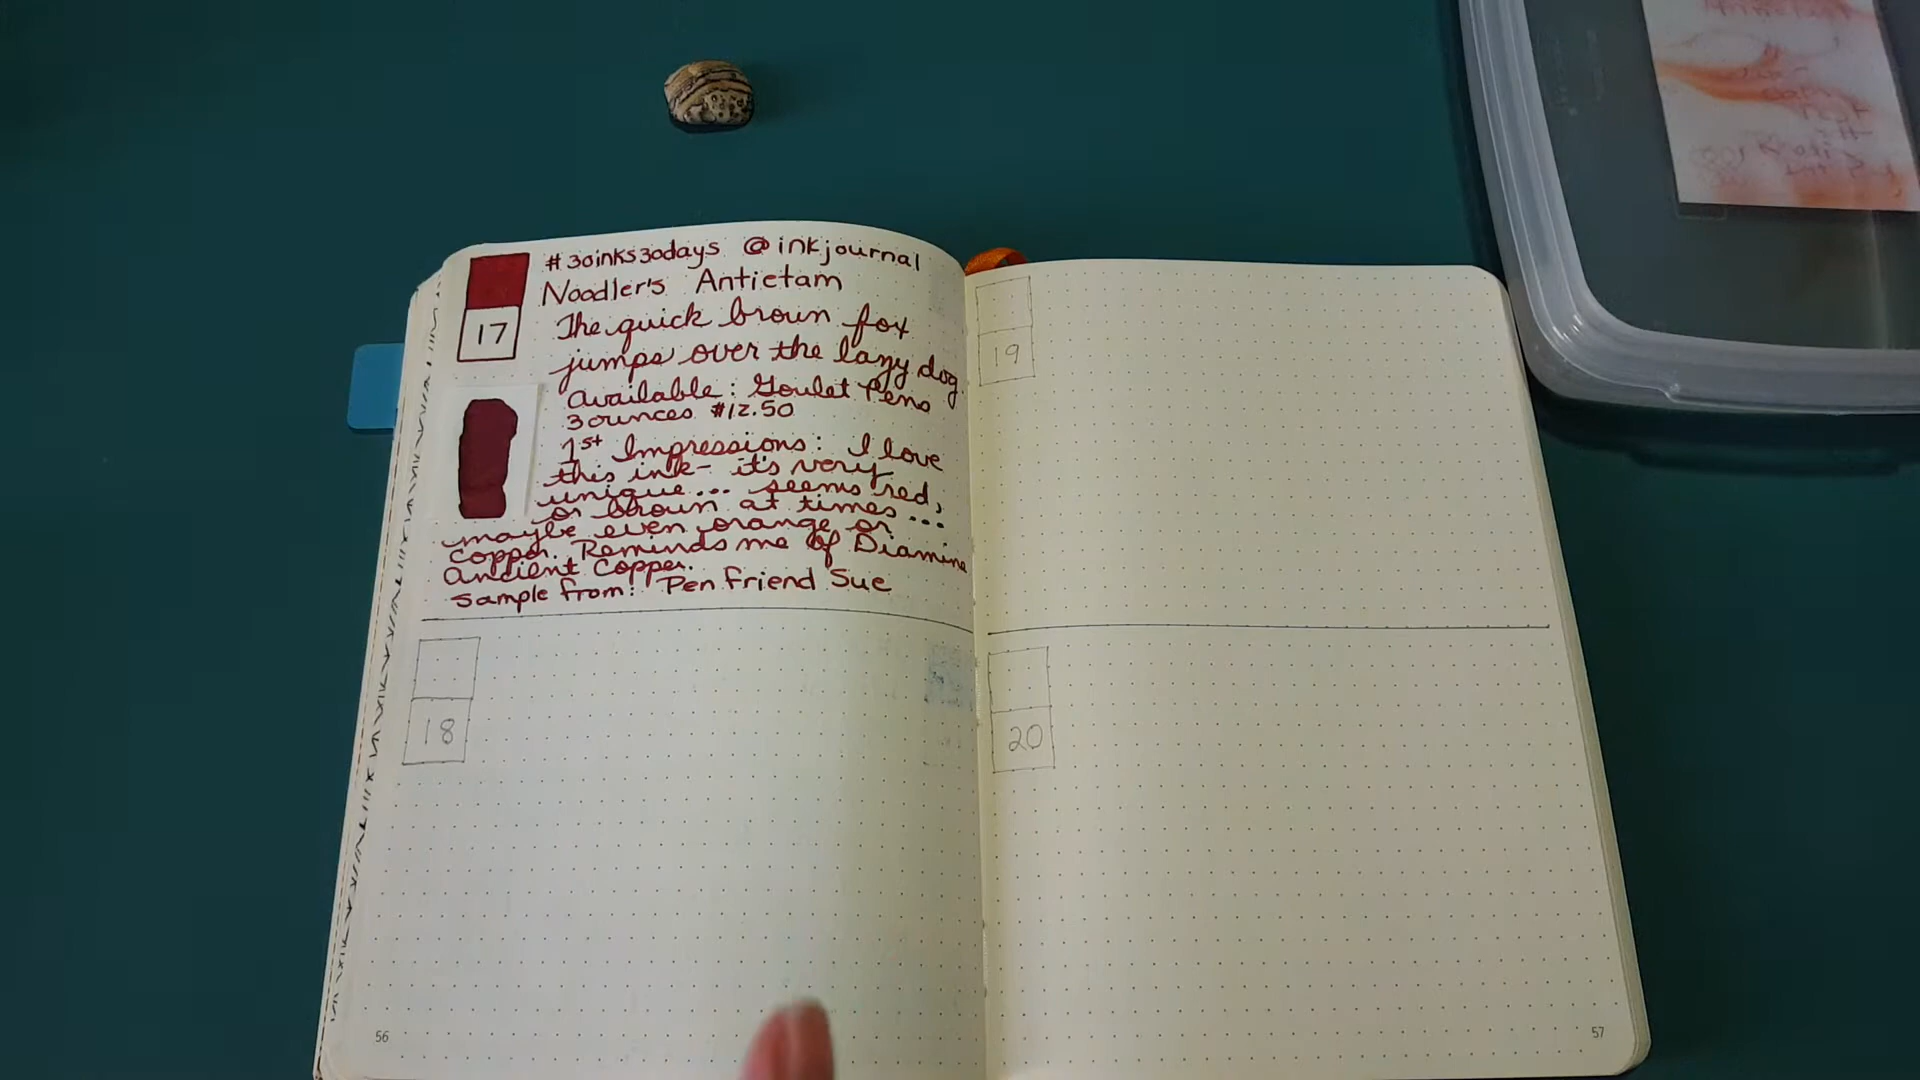 #30inks30days @inkjournal
Noodler's Antietam
17
The quick brown fox
jumps over the lazy dog.
Available: Goulet Pens
3 ounces $12.50
1st Impressions: I love
this ink- it's very
unique... seems red,
or brown at times...
maybe even orange or
copper. Reminds me of Diamine
Ancient Copper.
Sample from: Pen Friend Sue
18
56
19
20
57